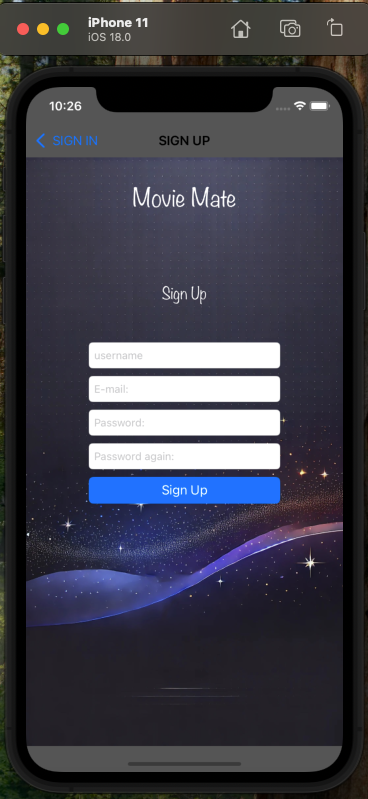 iPhone 11
iOS 18.0
10:26
SIGN IN
SIGN UP
Movie Mate
Sign Up
username
E-mail:
Password:
Password again:
Sign Up